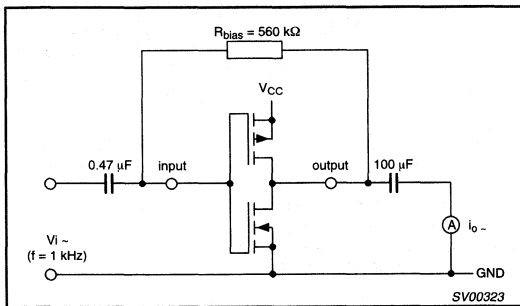 R_bias = 560 kΩ
V_CC
0.47 µF
input
output
100 µF
A
i_o ~
Vi ~
(f = 1 kHz)
GND
SV00323